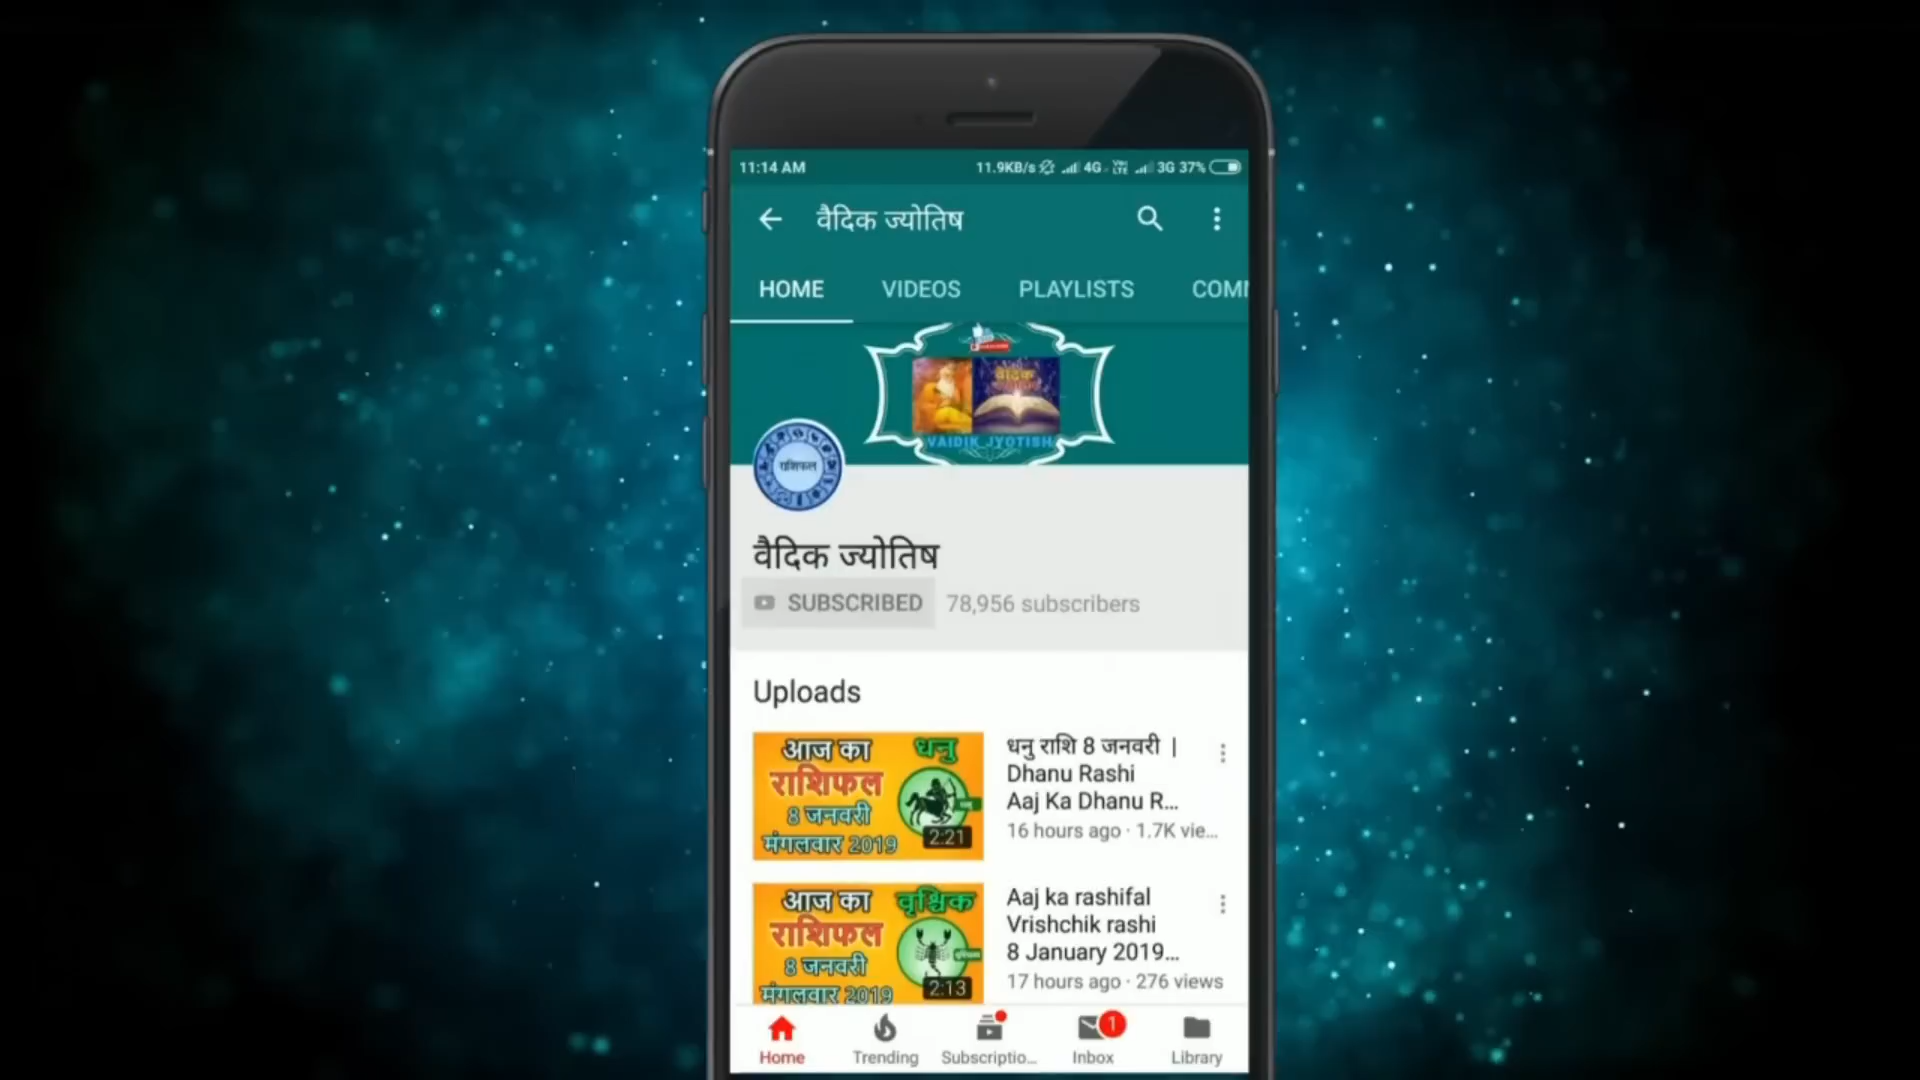 11:14 AM 11.9KB/s 4G VoLTE 3G 37%
वैदिक ज्योतिष
HOME VIDEOS PLAYLISTS COMM
वैदिक
VAIDIK JYOTISH
राशिफल
वैदिक ज्योतिष
SUBSCRIBED 78,956 subscribers
Uploads
आज का धनु
राशिफल
8 जनवरी
मंगलवार 2019
2:21
धनु राशि 8 जनवरी |
Dhanu Rashi
Aaj Ka Dhanu R...
16 hours ago · 1.7K vie...
आज का वृश्चिक
राशिफल
8 जनवरी
मंगलवार 2019
2:13
Aaj ka rashifal
Vrishchik rashi
8 January 2019...
17 hours ago · 276 views
1
Home Trending Subscriptio... Inbox Library